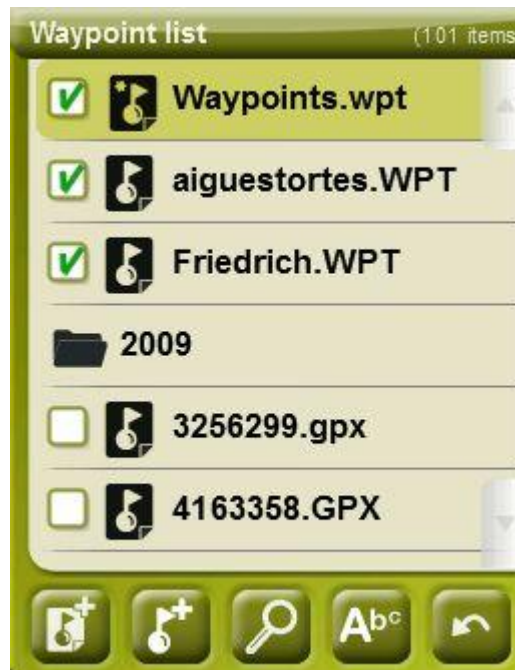 Waypoint list (101 items
Waypoints.wpt
aiguestortes.WPT
Friedrich.WPT
2009
3256299.gpx
4163358.GPX
Abc